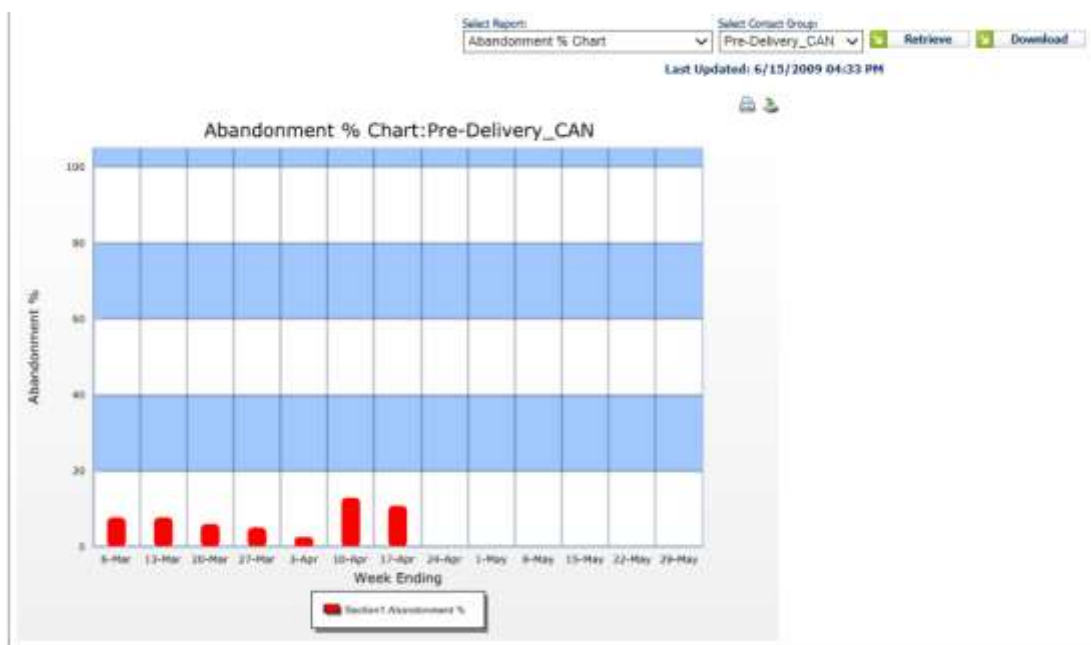 Select Report:
Select Contact Group:
Abandonment % Chart
Pre-Delivery_CAN
Retrieve
Download
Last Updated: 6/15/2009 04:33 PM
Abandonment % Chart:Pre-Delivery_CAN
Abandonment %
100
80
60
40
20
0
6-Mar 13-Mar 20-Mar 27-Mar 3-Apr 10-Apr 17-Apr 24-Apr 1-May 8-May 15-May 22-May 29-May
Week Ending
Section1 Abandonment %